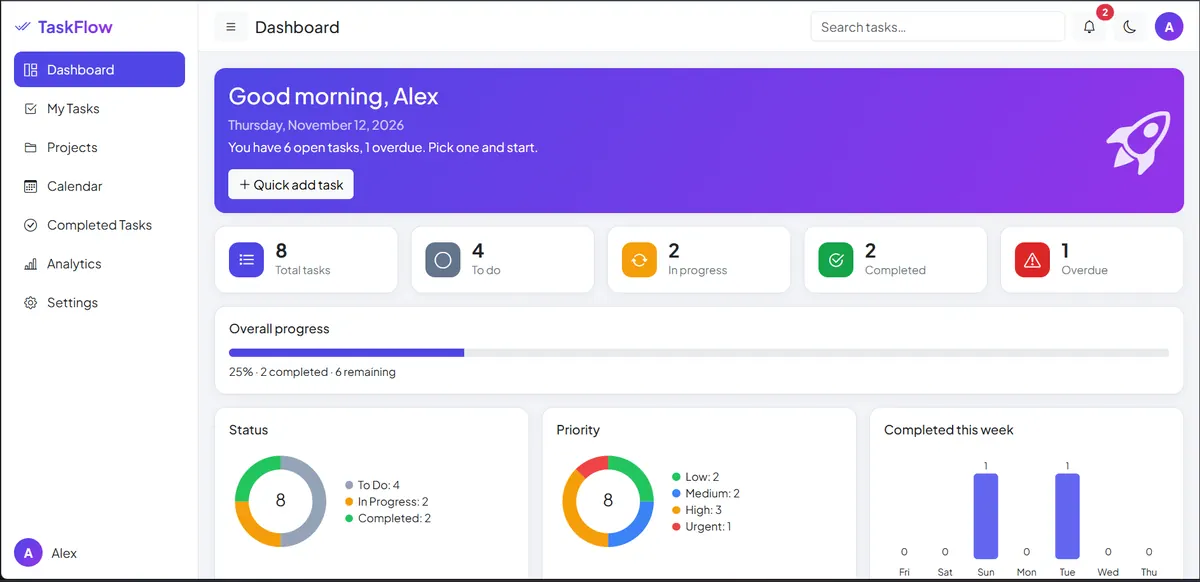 TaskFlow
Dashboard
My Tasks
Projects
Calendar
Completed Tasks
Analytics
Settings
A Alex
Dashboard
Search tasks...
2
A
Good morning, Alex
Thursday, November 12, 2026
You have 6 open tasks, 1 overdue. Pick one and start.
+ Quick add task
8
Total tasks
4
To do
2
In progress
2
Completed
1
Overdue
Overall progress
25% · 2 completed · 6 remaining
Status
8
To Do: 4
In Progress: 2
Completed: 2
Priority
8
Low: 2
Medium: 2
High: 3
Urgent: 1
Completed this week
0 0 1 0 1 0 0
Fri Sat Sun Mon Tue Wed Thu